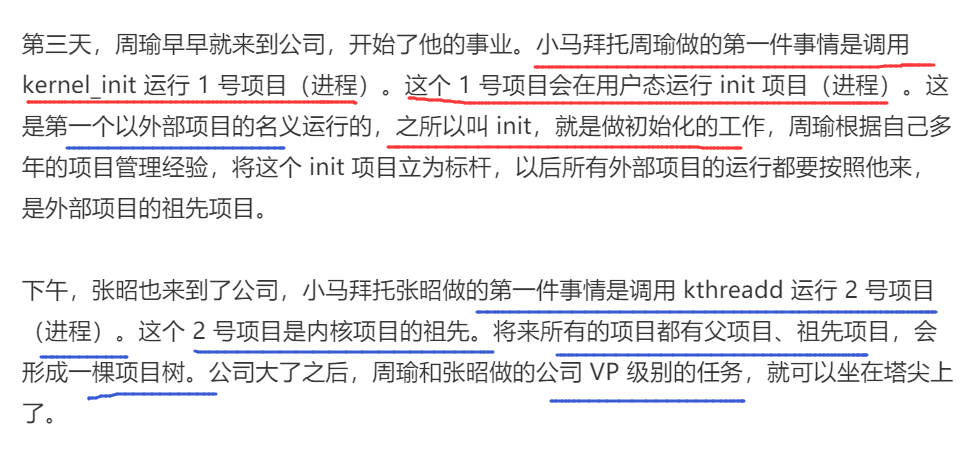 第三天，周瑜早早就来到公司，开始了他的事业。小马拜托周瑜做的第一件事情是调用
kernel_init 运行 1 号项目（进程）。这个 1 号项目会在用户态运行 init 项目（进程）。这
是第一个以外部项目的名义运行的，之所以叫 init，就是做初始化的工作，周瑜根据自己多
年的项目管理经验，将这个 init 项目立为标杆，以后所有外部项目的运行都要按照他来，
是外部项目的祖先项目。
下午，张昭也来到了公司，小马拜托张昭做的第一件事情是调用 kthreadd 运行 2 号项目
（进程）。这个 2 号项目是内核项目的祖先。将来所有的项目都有父项目、祖先项目，会
形成一棵项目树。公司大了之后，周瑜和张昭做的公司 VP 级别的任务，就可以坐在塔尖上
了。